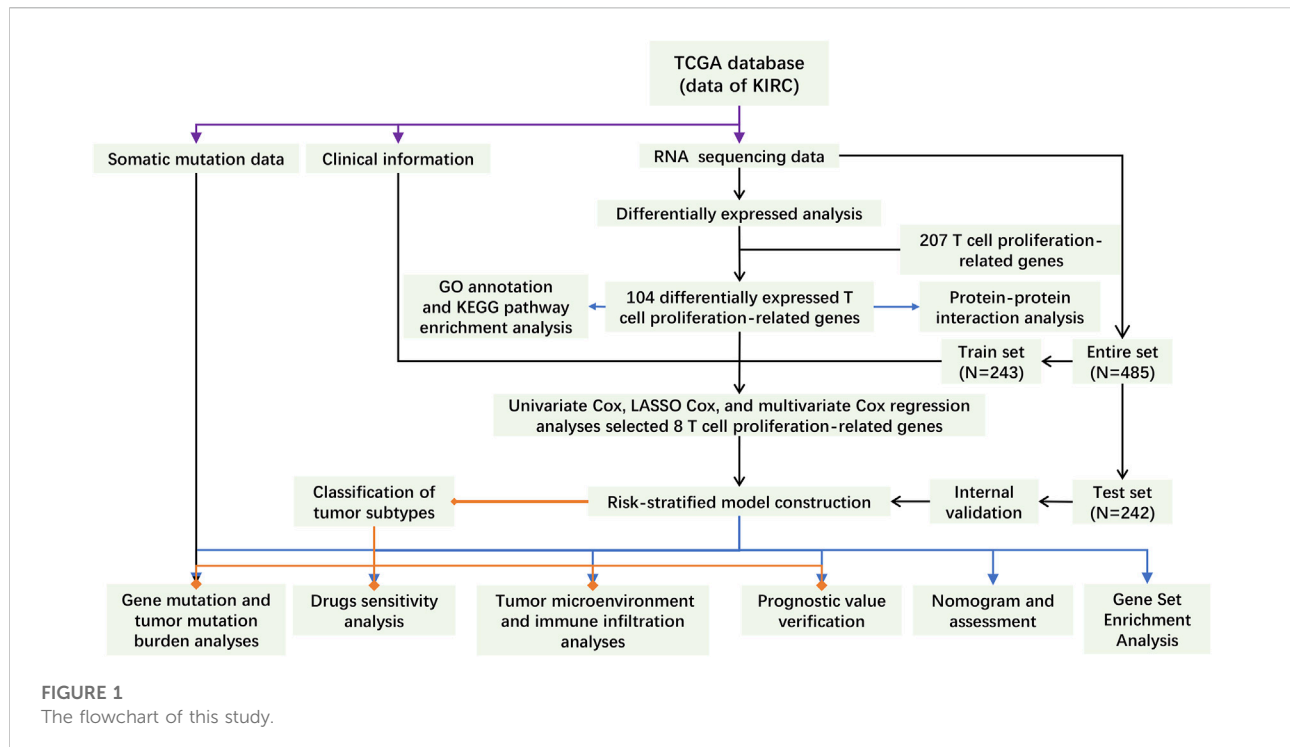 TCGA database
(data of KIRC)
Somatic mutation data
Clinical information
RNA sequencing data
Differentially expressed analysis
207 T cell proliferation-
related genes
GO annotation
and KEGG pathway
enrichment analysis
104 differentially expressed T
cell proliferation-related genes
Protein-protein
interaction analysis
Train set
(N=243)
Entire set
(N=485)
Univariate Cox, LASSO Cox, and multivariate Cox regression
analyses selected 8 T cell proliferation-related genes
Classification of
tumor subtypes
Risk-stratified model construction
Internal
validation
Test set
(N=242)
Gene mutation and
tumor mutation
burden analyses
Drugs sensitivity
analysis
Tumor microenvironment
and immune infiltration
analyses
Prognostic value
verification
Nomogram and
assessment
Gene Set
Enrichment
Analysis
FIGURE 1
The flowchart of this study.